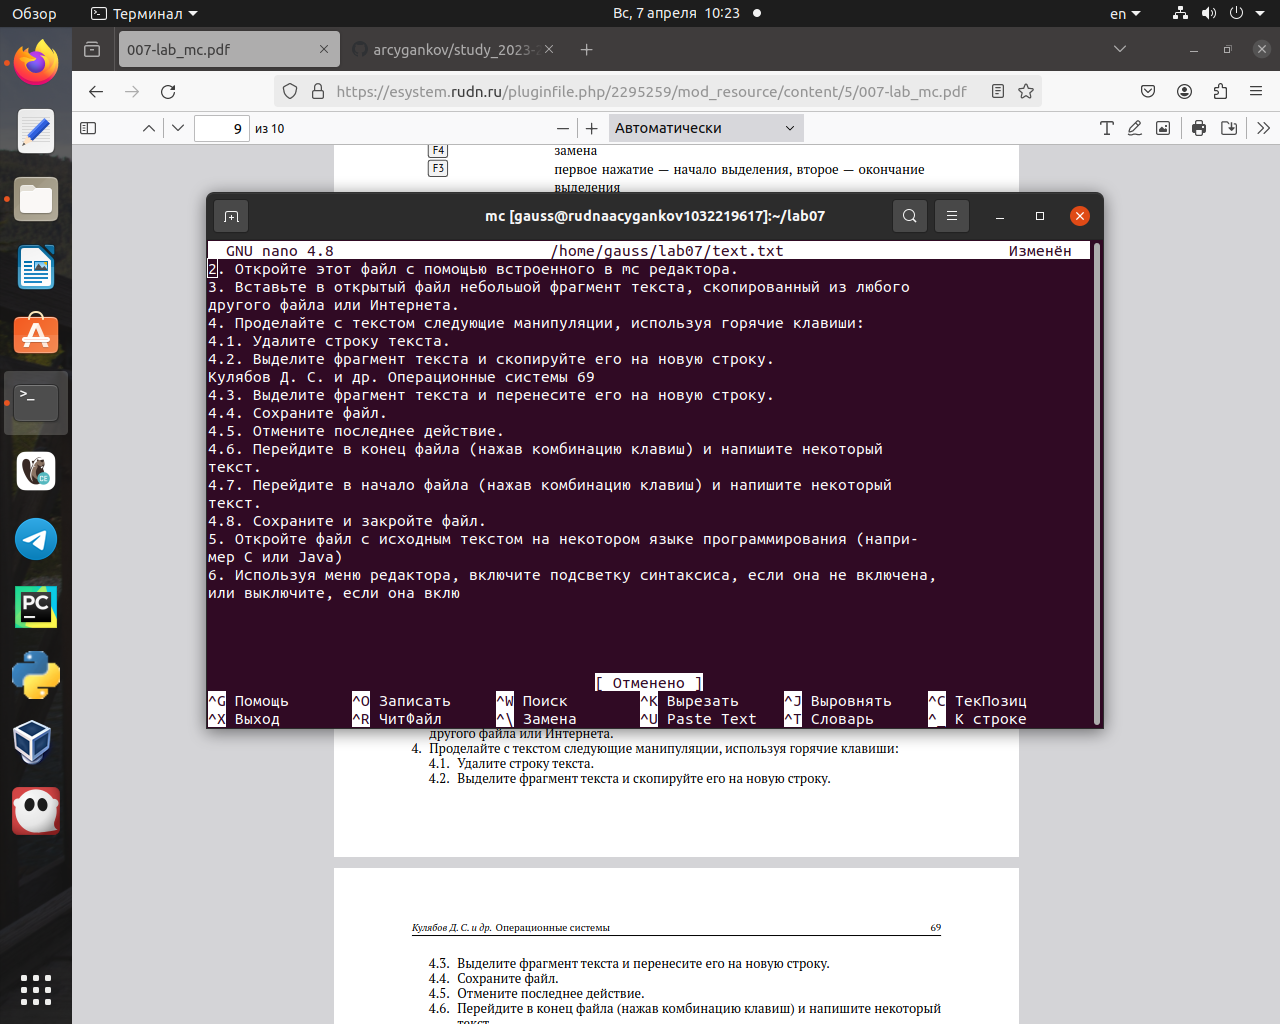 Обзор
Терминал
Вс, 7 апреля 10:23
en
007-lab_mc.pdf
arcygankov/study_2023-2
https://esystem.rudn.ru/pluginfile.php/2295259/mod_resource/content/5/007-lab_mc.pdf
9 из 10
Автоматически
F4 замена
F3 первое нажатие — начало выделения, второе — окончание
выделения
mc [gauss@rudnaacygankov1032219617]:~/lab07
GNU nano 4.8 /home/gauss/lab07/text.txt Изменён
2. Откройте этот файл с помощью встроенного в mc редактора.
3. Вставьте в открытый файл небольшой фрагмент текста, скопированный из любого
другого файла или Интернета.
4. Проделайте с текстом следующие манипуляции, используя горячие клавиши:
4.1. Удалите строку текста.
4.2. Выделите фрагмент текста и скопируйте его на новую строку.
Кулябов Д. С. и др. Операционные системы 69
4.3. Выделите фрагмент текста и перенесите его на новую строку.
4.4. Сохраните файл.
4.5. Отмените последнее действие.
4.6. Перейдите в конец файла (нажав комбинацию клавиш) и напишите некоторый
текст.
4.7. Перейдите в начало файла (нажав комбинацию клавиш) и напишите некоторый
текст.
4.8. Сохраните и закройте файл.
5. Откройте файл с исходным текстом на некотором языке программирования (напри-
мер C или Java)
6. Используя меню редактора, включите подсветку синтаксиса, если она не включена,
или выключите, если она вклю
[ Отменено ]
^G Помощь ^O Записать ^W Поиск ^K Вырезать ^J Выровнять ^C ТекПозиц
^X Выход ^R ЧитФайл ^\ Замена ^U Paste Text ^T Словарь ^_ К строке
другого файла или Интернета.
4. Проделайте с текстом следующие манипуляции, используя горячие клавиши:
4.1. Удалите строку текста.
4.2. Выделите фрагмент текста и скопируйте его на новую строку.
Кулябов Д. С. и др. Операционные системы 69
4.3. Выделите фрагмент текста и перенесите его на новую строку.
4.4. Сохраните файл.
4.5. Отмените последнее действие.
4.6. Перейдите в конец файла (нажав комбинацию клавиш) и напишите некоторый
текст.